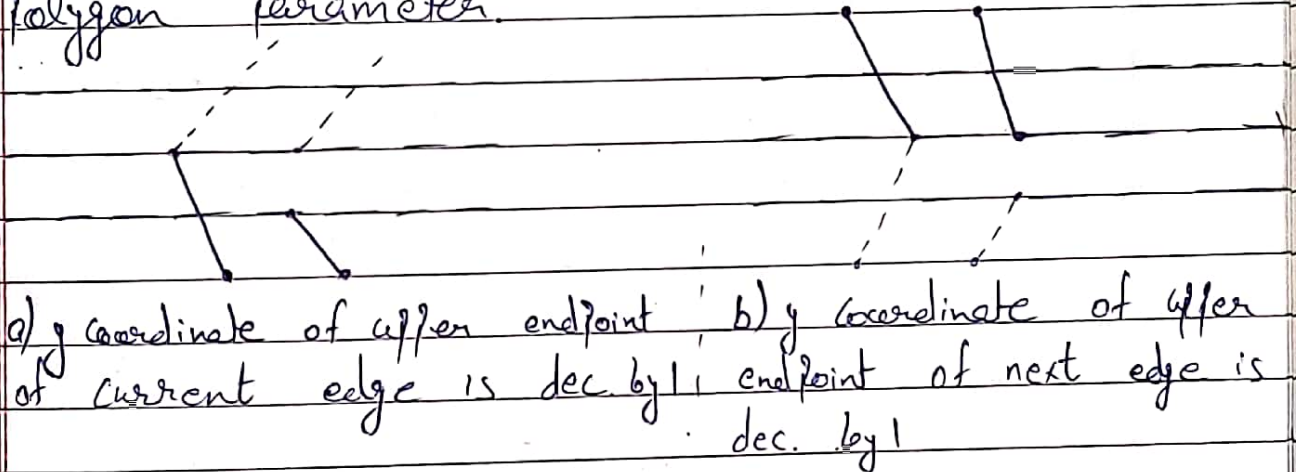 Polygon parameter.
a) y coordinate of upper endpoint
of current edge is dec. by 1
b) y coordinate of upper
endpoint of next edge is
dec. by 1